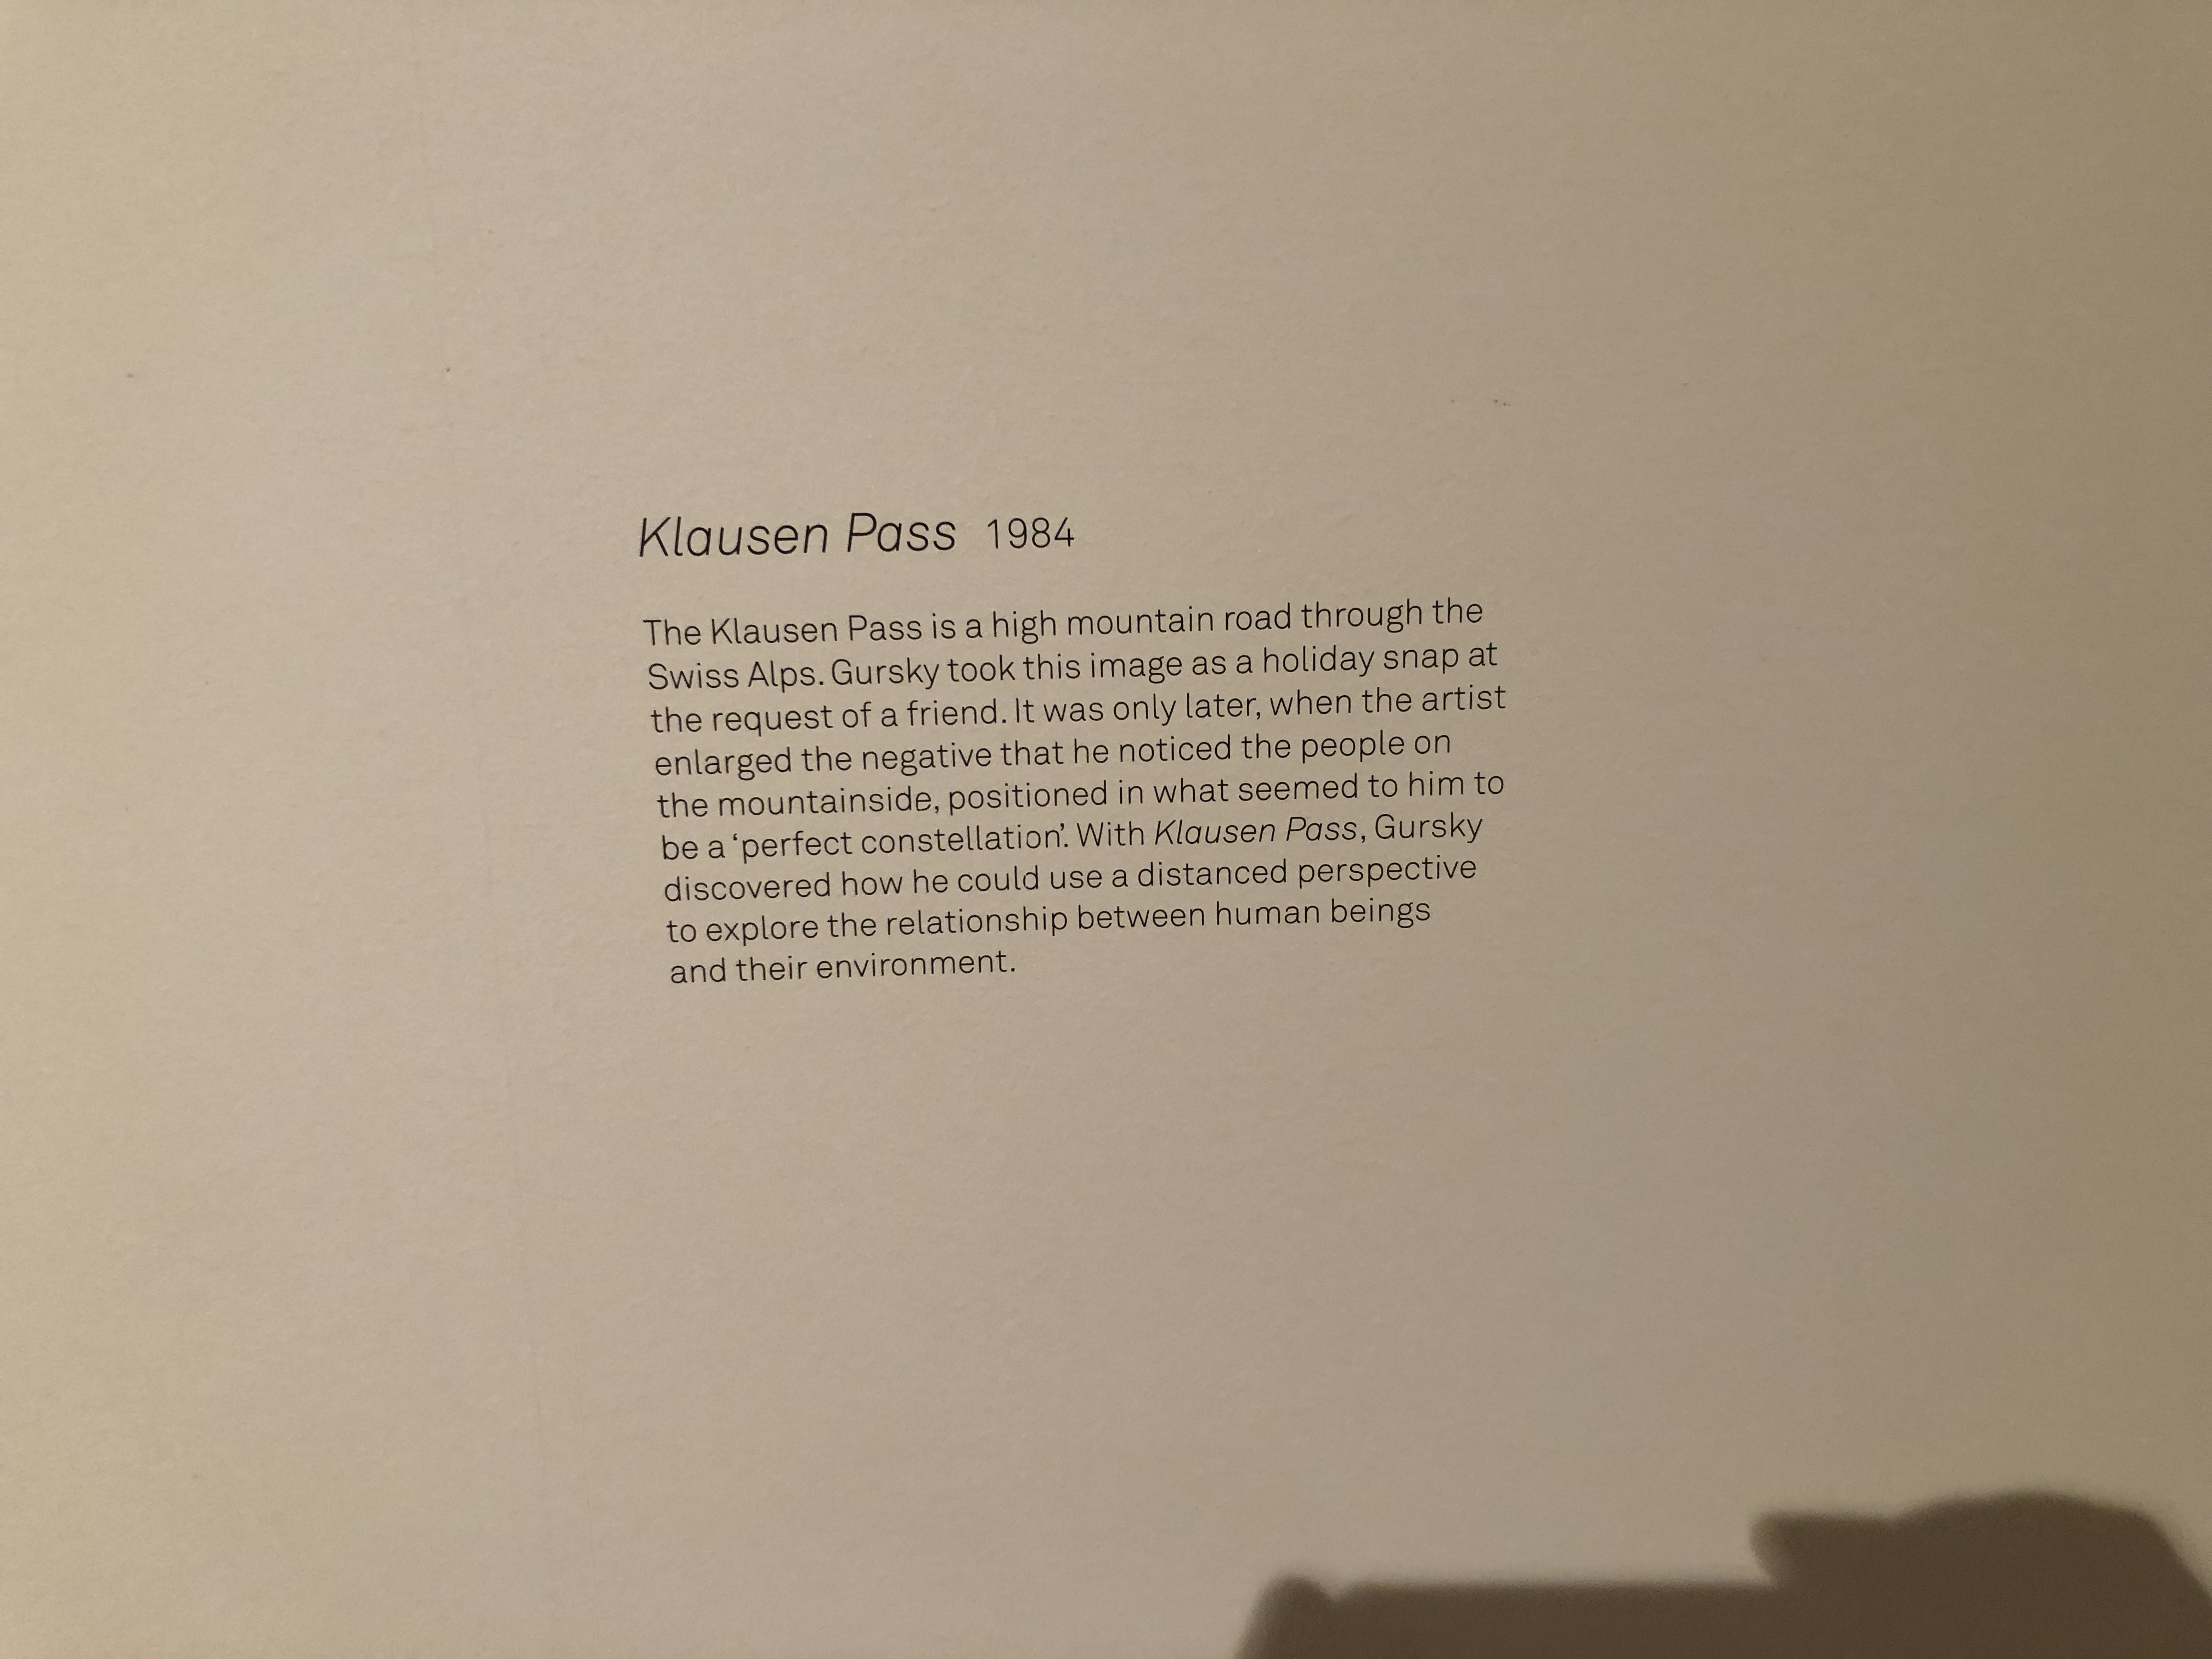 Klausen Pass 1984
The Klausen Pass is a high mountain road through the
Swiss Alps. Gursky took this image as a holiday snap at
the request of a friend. It was only later, when the artist
enlarged the negative that he noticed the people on
the mountainside, positioned in what seemed to him to
be a ‘perfect constellation’. With Klausen Pass, Gursky
discovered how he could use a distanced perspective
to explore the relationship between human beings
and their environment.